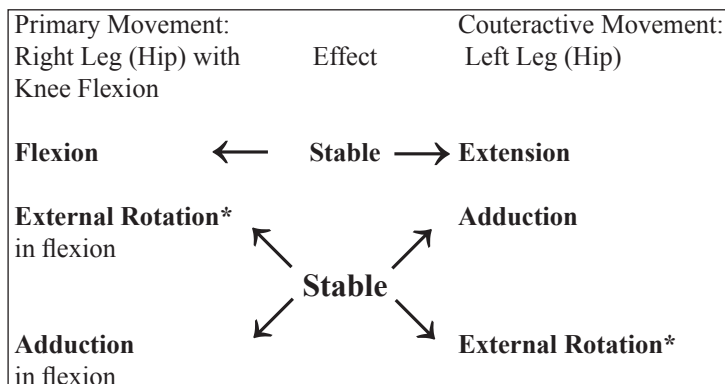 Primary Movement: Couteractive Movement:
Right Leg (Hip) with Effect Left Leg (Hip)
Knee Flexion
Flexion Stable Extension
External Rotation* Adduction
in flexion
Stable
Adduction External Rotation*
in flexion